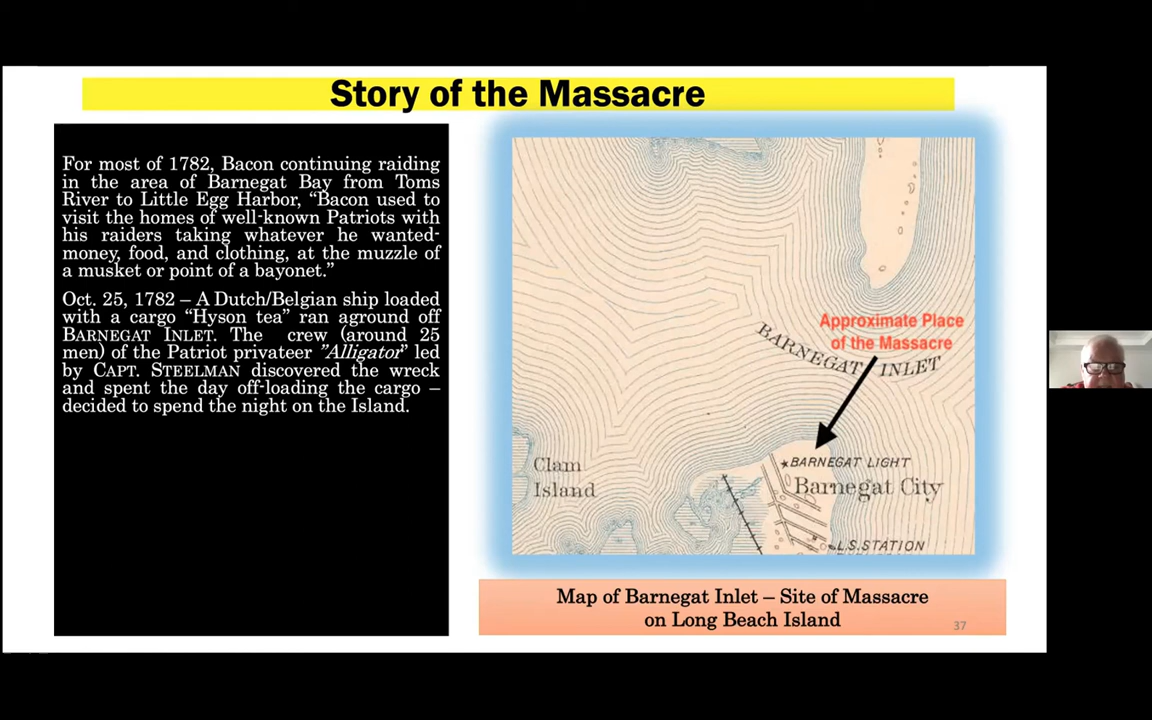 Story of the Massacre
For most of 1782, Bacon continuing raiding
in the area of Barnegat Bay from Toms
River to Little Egg Harbor, “Bacon used to
visit the homes of well-known Patriots with
his raiders taking whatever he wanted-
money, food, and clothing, at the muzzle of
a musket or point of a bayonet.”
Oct. 25, 1782 – A Dutch/Belgian ship loaded
with a cargo “Hyson tea” ran aground off
BARNEGAT INLET. The crew (around 25
men) of the Patriot privateer ”Alligator” led
by CAPT. STEELMAN discovered the wreck
and spent the day off-loading the cargo –
decided to spend the night on the Island.
Approximate Place
of the Massacre
BARNEGAT INLET
BARNEGAT LIGHT
Barnegat City
Clam
Island
L.S.STATION
Map of Barnegat Inlet – Site of Massacre
on Long Beach Island
37